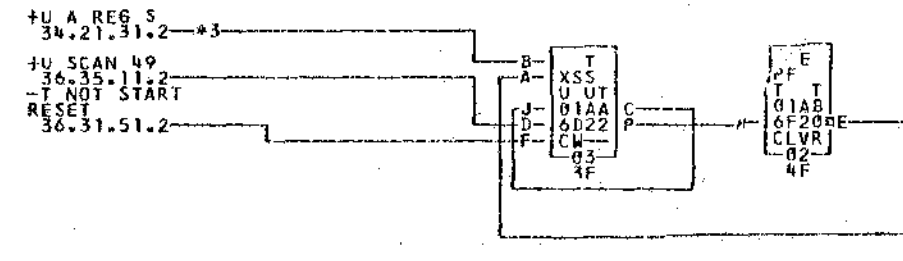 +U A REG S
34.21.31.2 *3
+U SCAN 49
36.35.11.2
-T NOT START
RESET
36.31.51.2
B T
A XSS
U UT
J 01AA C
D 6D22 P
F CW
03
3F
E
PF
T T
01AB
6F20 E
CLVR
02
4F